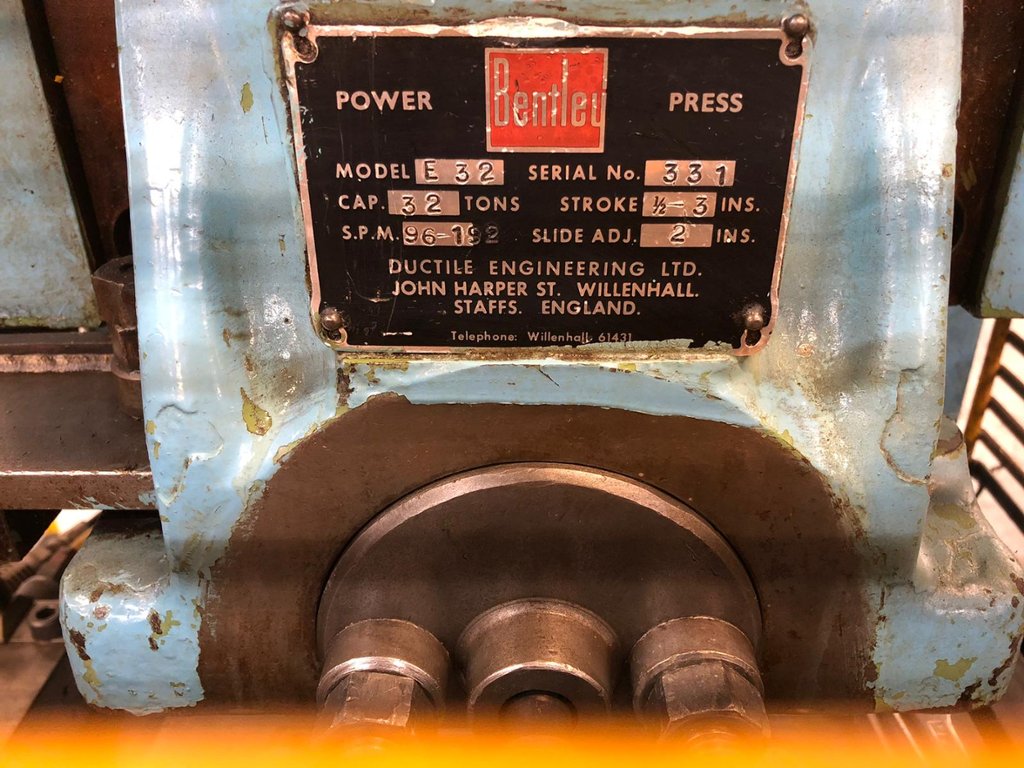 POWER Bentley PRESS
MODEL E 32 SERIAL No. 331
CAP. 32 TONS STROKE ½-3 INS.
S.P.M. 96-192 SLIDE ADJ. 2 INS.
DUCTILE ENGINEERING LTD.
JOHN HARPER ST. WILLENHALL.
STAFFS. ENGLAND.
Telephone: Willenhall 61431